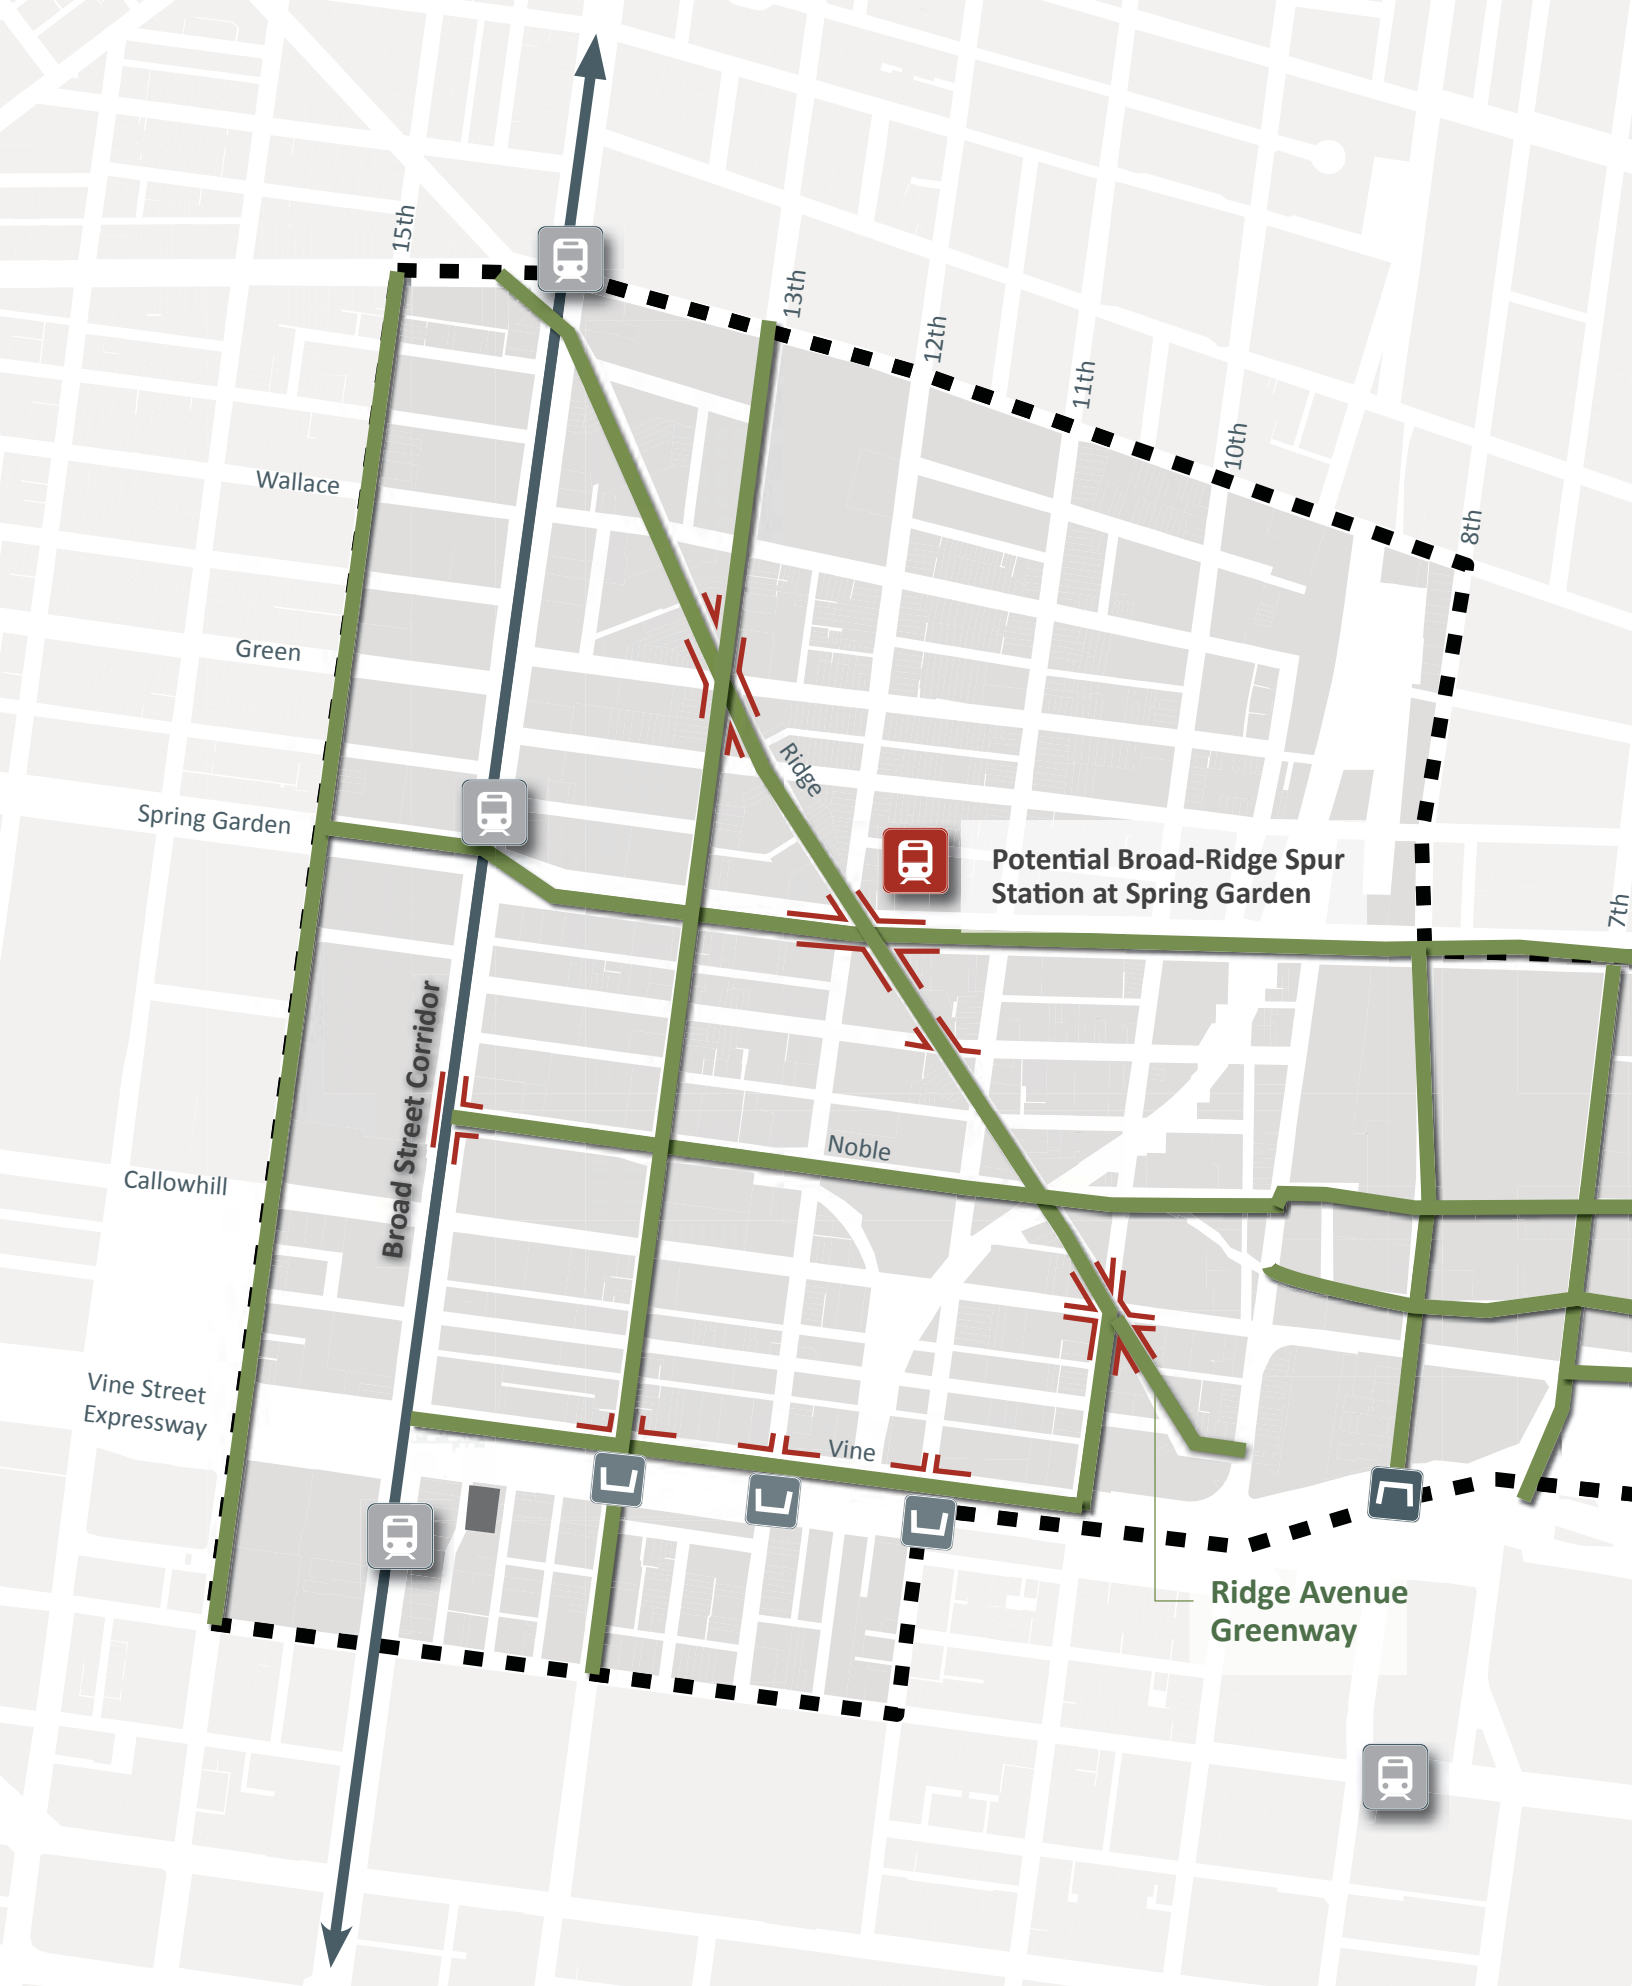 15th
13th
12th
11th
10th
8th
Wallace
Green
Ridge
Spring Garden
Potential Broad-Ridge Spur
Station at Spring Garden
7th
Broad Street Corridor
Noble
Callowhill
Vine Street
Expressway
Vine
Ridge Avenue
Greenway